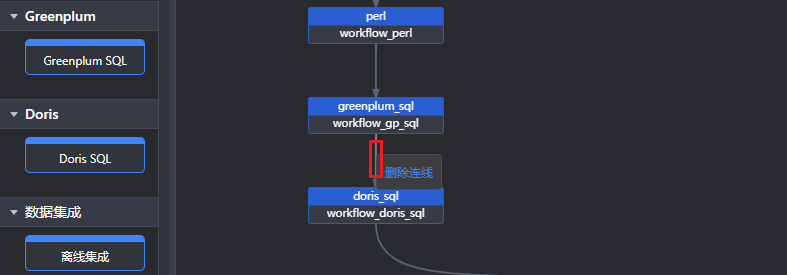 Greenplum
Greenplum SQL
Doris
Doris SQL
数据集成
离线集成
perl
workflow_perl
greenplum_sql
workflow_gp_sql
删除连线
doris_sql
workflow_doris_sql